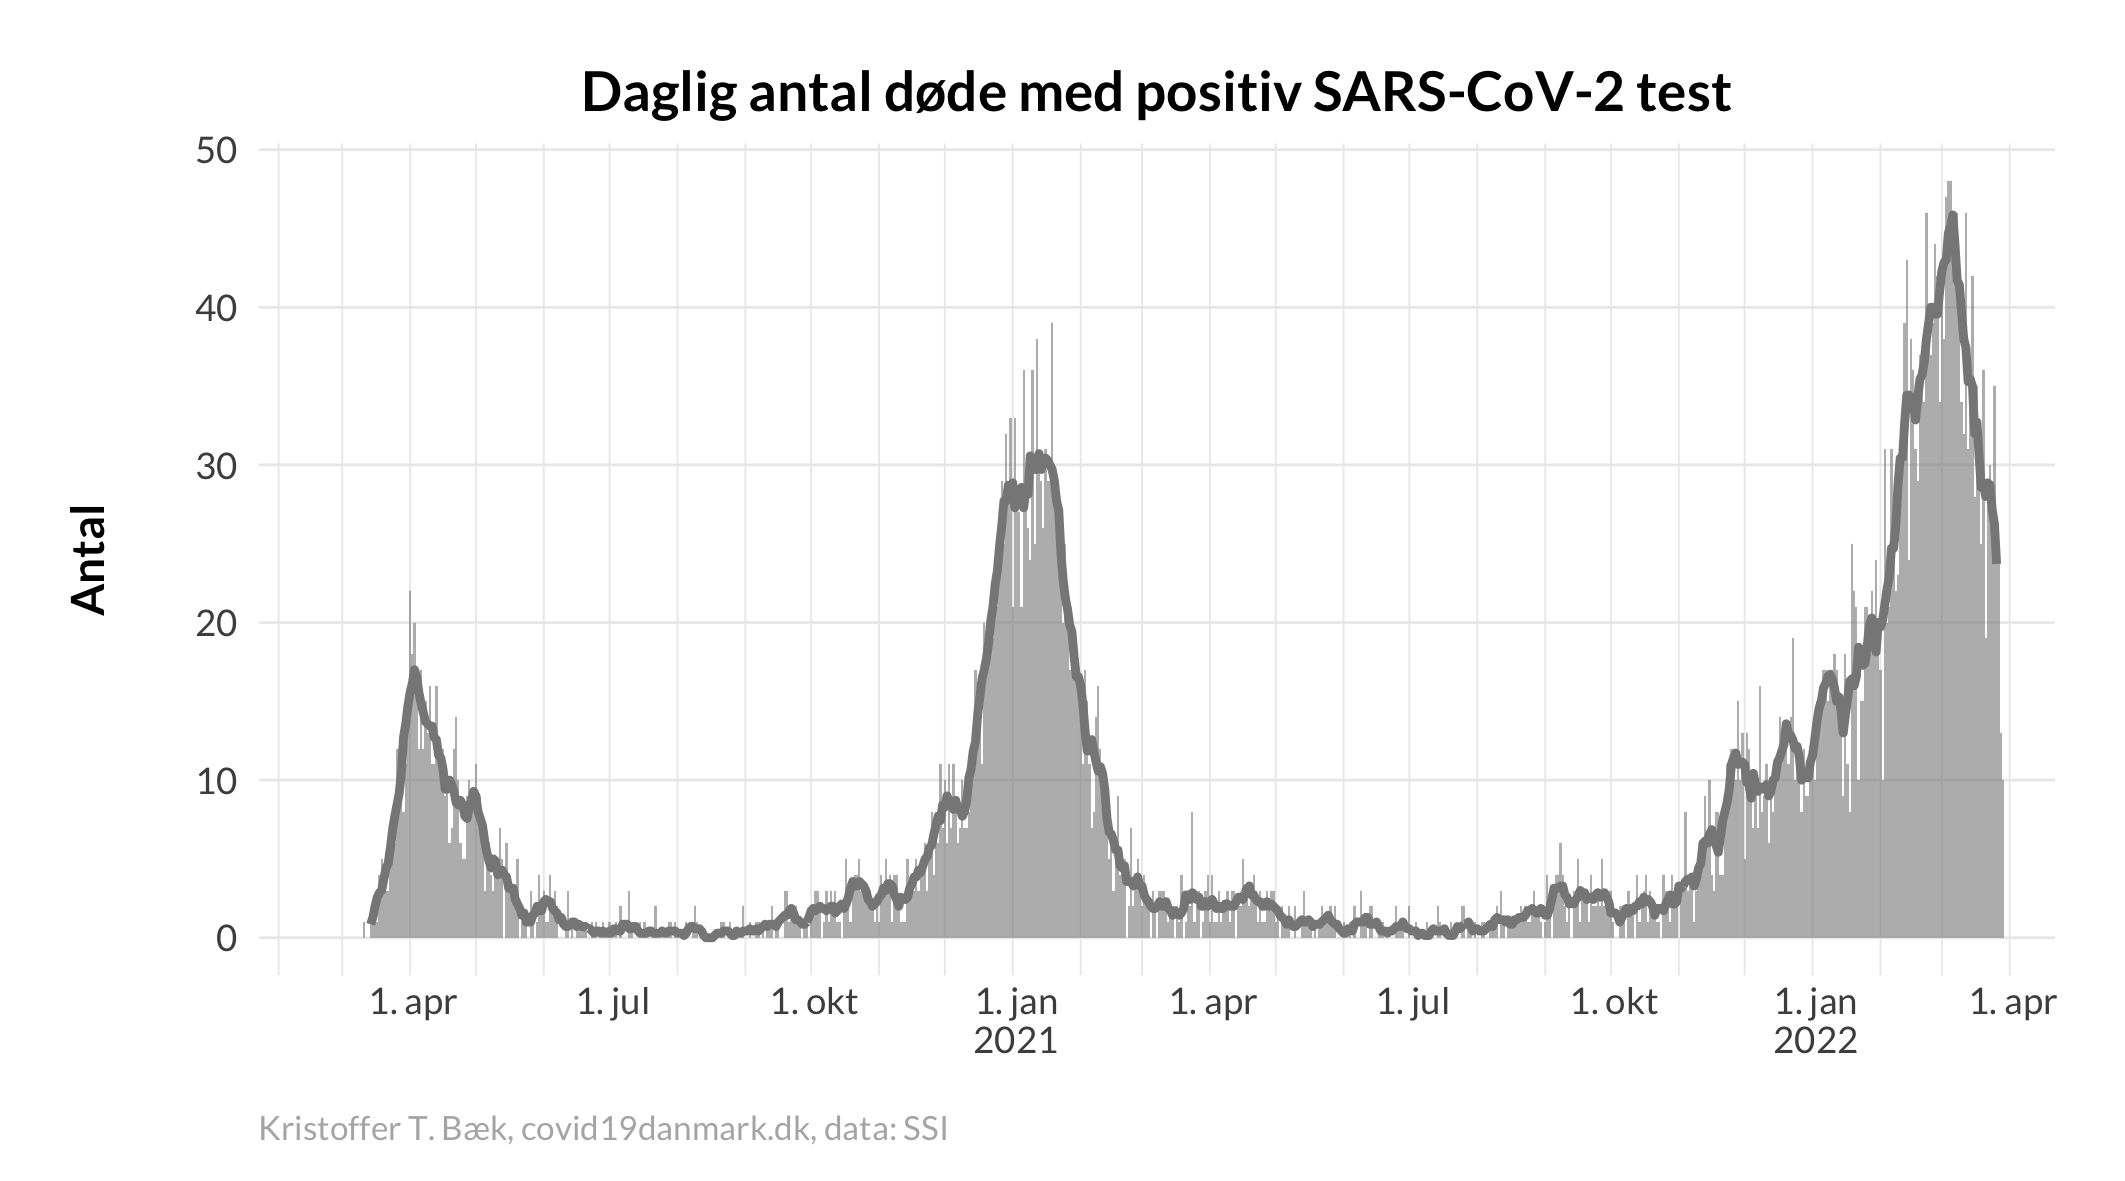 Daglig antal døde med positiv SARS-CoV-2 test
50
40
30
20
10
0
Antal
1. apr
1. jul
1. okt
1. jan
2021
1. apr
1. jul
1. okt
1. jan
2022
1. apr
Kristoffer T. Bæk, covid19danmark.dk, data: SSI